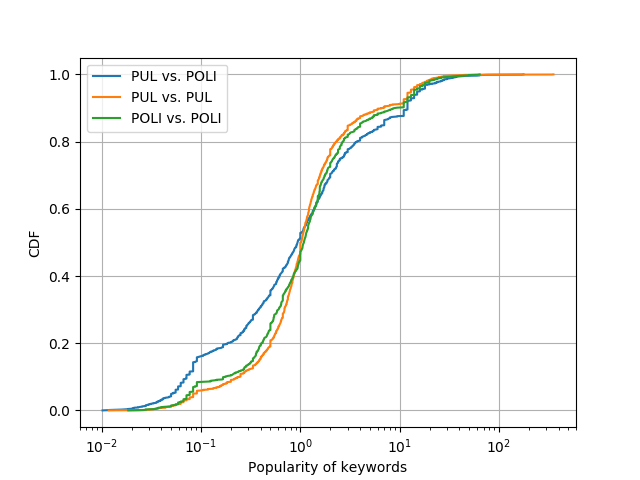 PUL vs. POLI
PUL vs. PUL
POLI vs. POLI
1.0
0.8
0.6
0.4
0.2
0.0
CDF
10⁻² 10⁻¹ 10⁰ 10¹ 10²
Popularity of keywords